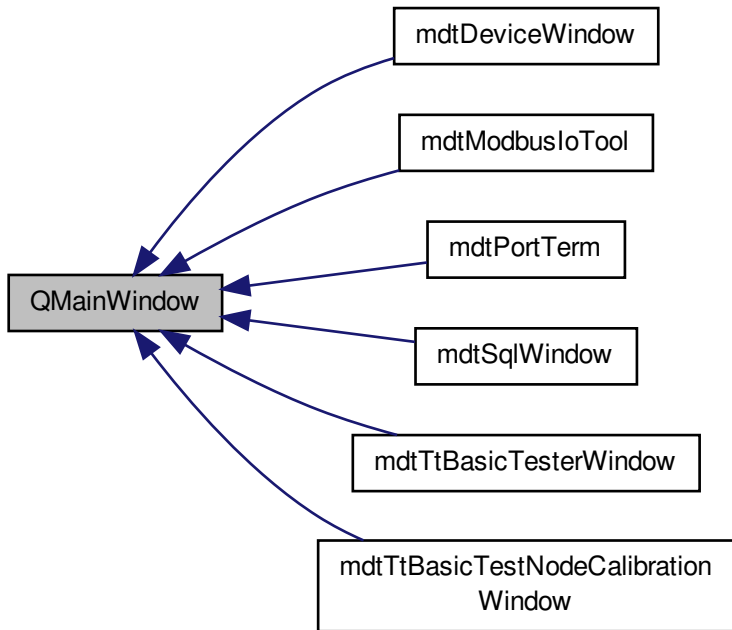 mdtDeviceWindow
mdtModbusIoTool
mdtPortTerm
QMainWindow
mdtSqlWindow
mdtTtBasicTesterWindow
mdtTtBasicTestNodeCalibration
Window